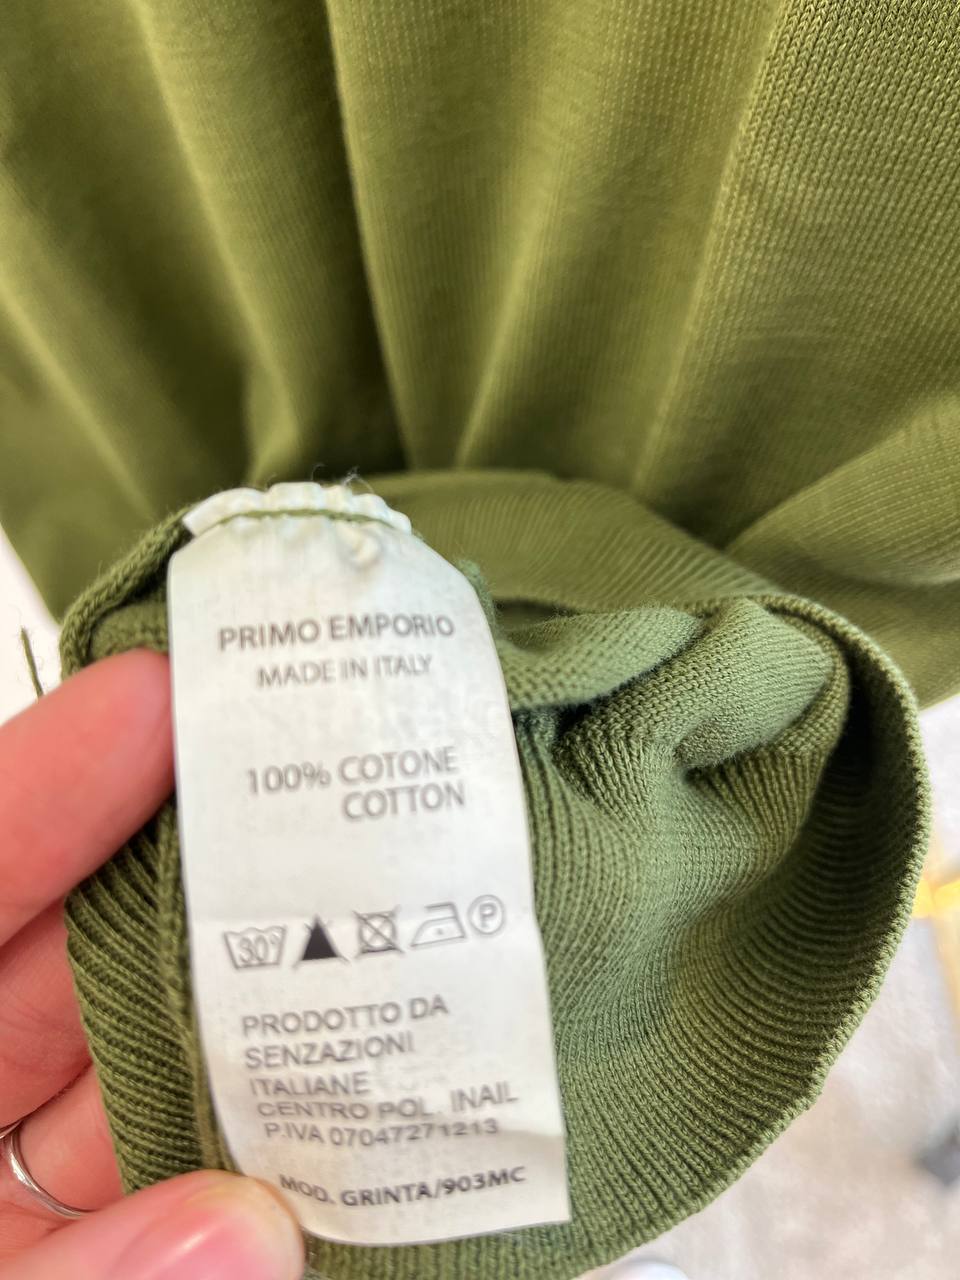 PRIMO EMPORIO
MADE IN ITALY
100% COTONE
COTTON
30°
P
PRODOTTO DA
SENZAZIONI
ITALIANE
CENTRO POL. INAIL
P.IVA 07047271213
MOD. GRINTA/903MC